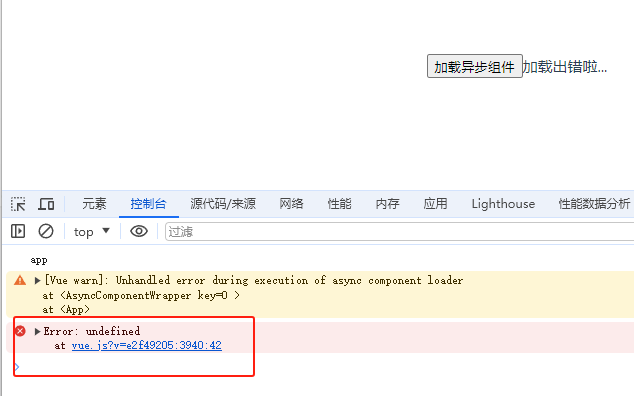 加载异步组件 加载出错啦...
元素 控制台 源代码/来源 网络 性能 内存 应用 Lighthouse 性能数据分析
top 过滤
app
[Vue warn]: Unhandled error during execution of async component loader
at <AsyncComponentWrapper key=0 >
at <App>
Error: undefined
at vue.js?v=e2f49205:3940:42